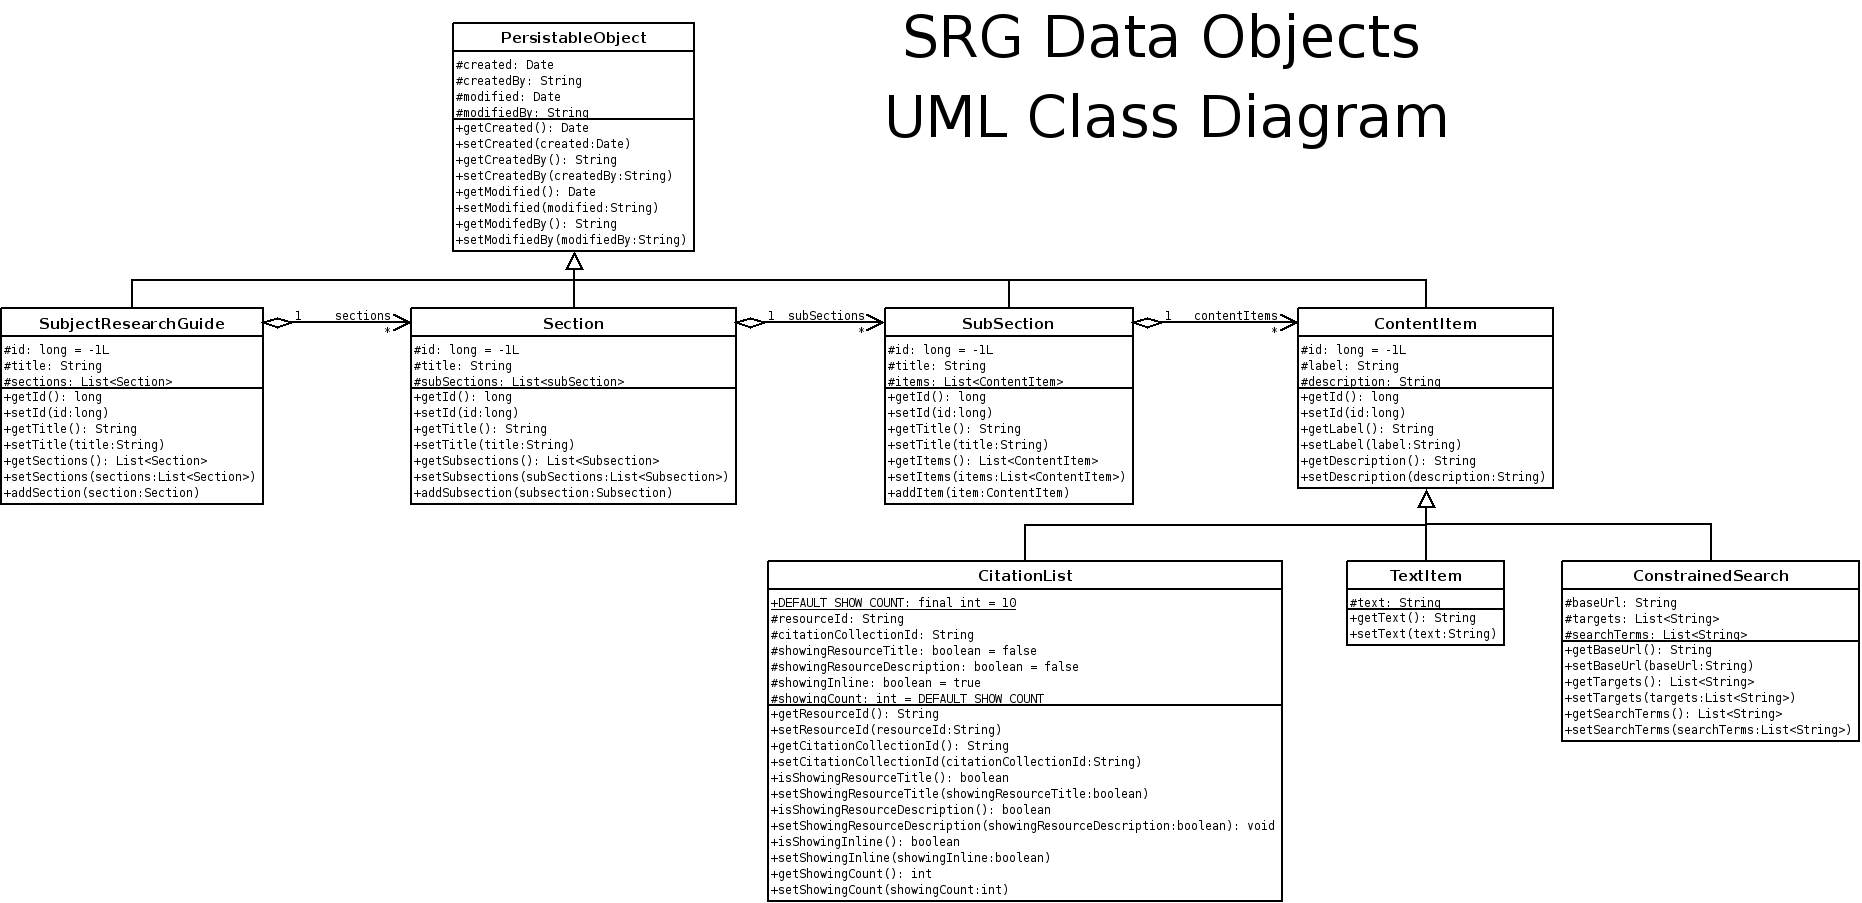 SRG Data Objects
UML Class Diagram
PersistableObject
#created: Date
#createdBy: String
#modified: Date
#modifiedBy: String
+getCreated(): Date
+setCreated(created:Date)
+getCreatedBy(): String
+setCreatedBy(createdBy:String)
+getModified(): Date
+setModified(modified:String)
+getModifedBy(): String
+setModifiedBy(modifiedBy:String)
SubjectResearchGuide
#id: long = -1L
#title: String
#sections: List<Section>
+getId(): long
+setId(id:long)
+getTitle(): String
+setTitle(title:String)
+getSections(): List<Section>
+setSections(sections:List<Section>)
+addSection(section:Section)
1 sections
*
Section
#id: long = -1L
#title: String
#subSections: List<subSection>
+getId(): long
+setId(id:long)
+getTitle(): String
+setTitle(title:String)
+getSubsections(): List<Subsection>
+setSubsections(subSections:List<Subsection>)
+addSubsection(subsection:Subsection)
1 subSections
*
SubSection
#id: long = -1L
#title: String
#items: List<ContentItem>
+getId(): long
+setId(id:long)
+getTitle(): String
+setTitle(title:String)
+getItems(): List<ContentItem>
+setItems(items:List<ContentItem>)
+addItem(item:ContentItem)
1 contentItems
*
ContentItem
#id: long = -1L
#label: String
#description: String
+getId(): long
+setId(id:long)
+getLabel(): String
+setLabel(label:String)
+getDescription(): String
+setDescription(description:String)
CitationList
+DEFAULT_SHOW_COUNT: final int = 10
#resourceId: String
#citationCollectionId: String
#showingResourceTitle: boolean = false
#showingResourceDescription: boolean = false
#showingInline: boolean = true
#showingCount: int = DEFAULT_SHOW_COUNT
+getResourceId(): String
+setResourceId(resourceId:String)
+getCitationCollectionId(): String
+setCitationCollectionId(citationCollectionId:String)
+isShowingResourceTitle(): boolean
+setShowingResourceTitle(showingResourceTitle:boolean)
+isShowingResourceDescription(): boolean
+setShowingResourceDescription(showingResourceDescription:boolean): void
+isShowingInline(): boolean
+setShowingInline(showingInline:boolean)
+getShowingCount(): int
+setShowingCount(showingCount:int)
TextItem
#text: String
+getText(): String
+setText(text:String)
ConstrainedSearch
#baseUrl: String
#targets: List<String>
#searchTerms: List<String>
+getBaseUrl(): String
+setBaseUrl(baseUrl:String)
+getTargets(): List<String>
+setTargets(targets:List<String>)
+getSearchTerms(): List<String>
+setSearchTerms(searchTerms:List<String>)